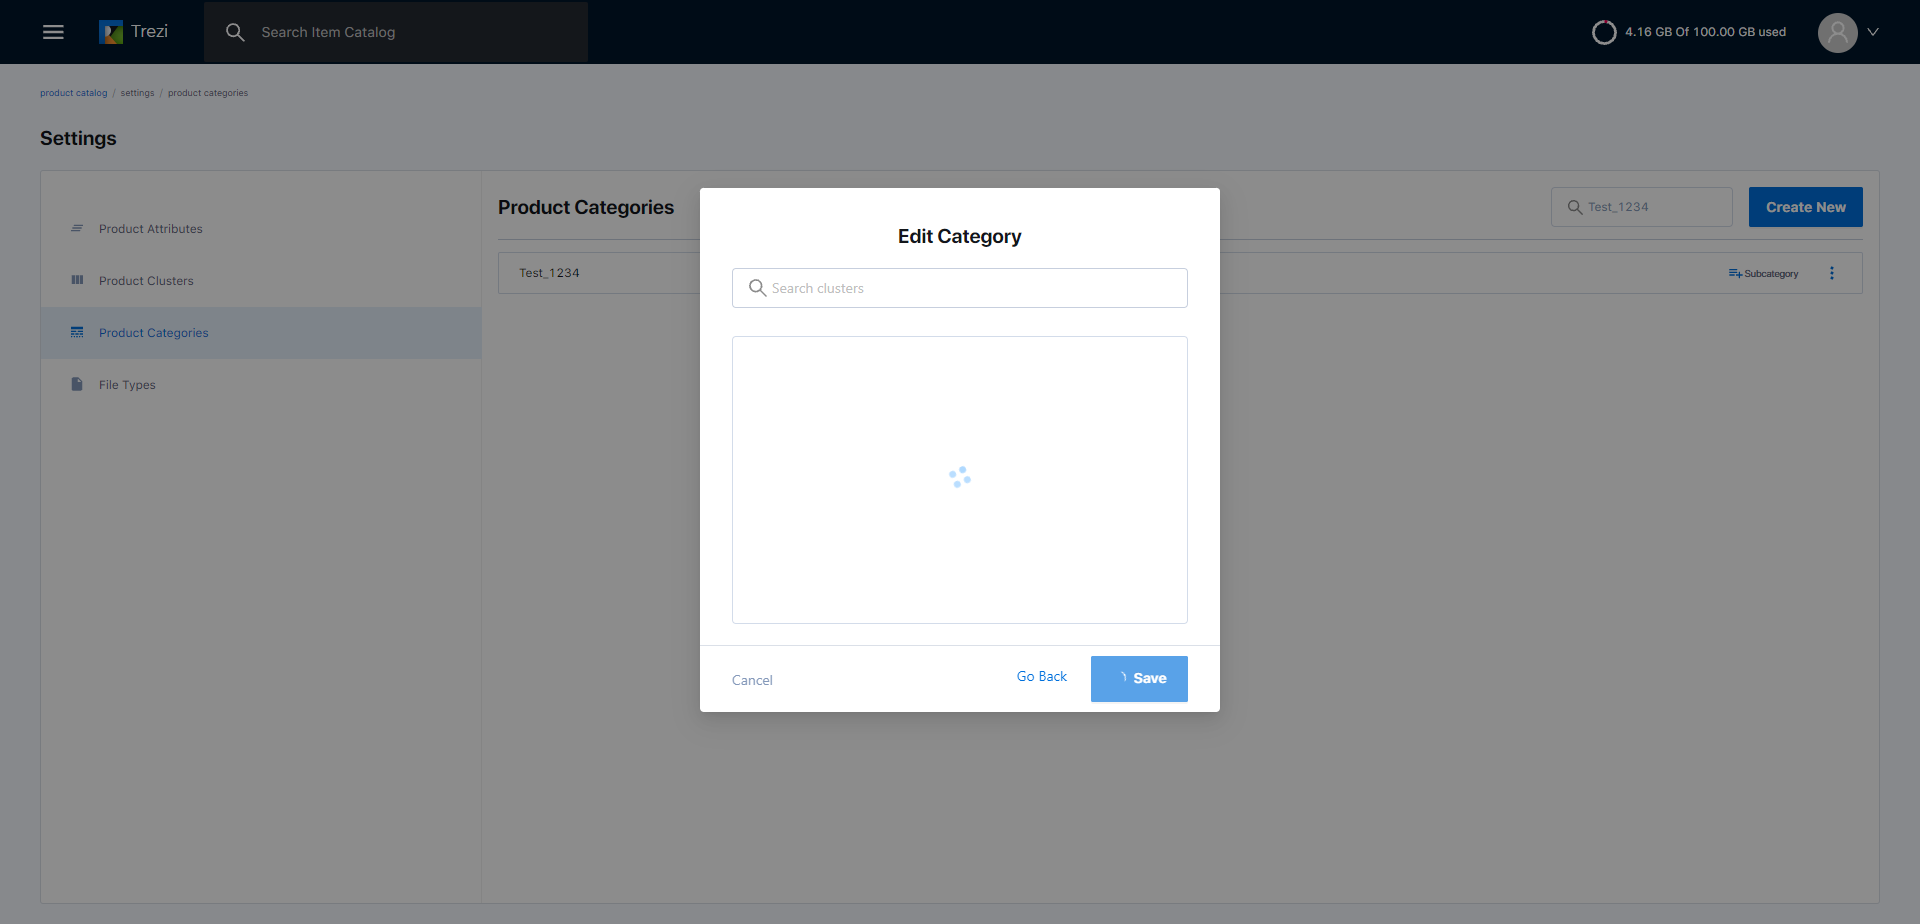 Trezi
Search Item Catalog
4.16 GB Of 100.00 GB used
product catalog / settings / product categories
Settings
Product Attributes
Product Clusters
Product Categories
File Types
Product Categories
Test_1234
Create New
Test_1234
Subcategory
Edit Category
Search clusters
Cancel
Go Back
Save